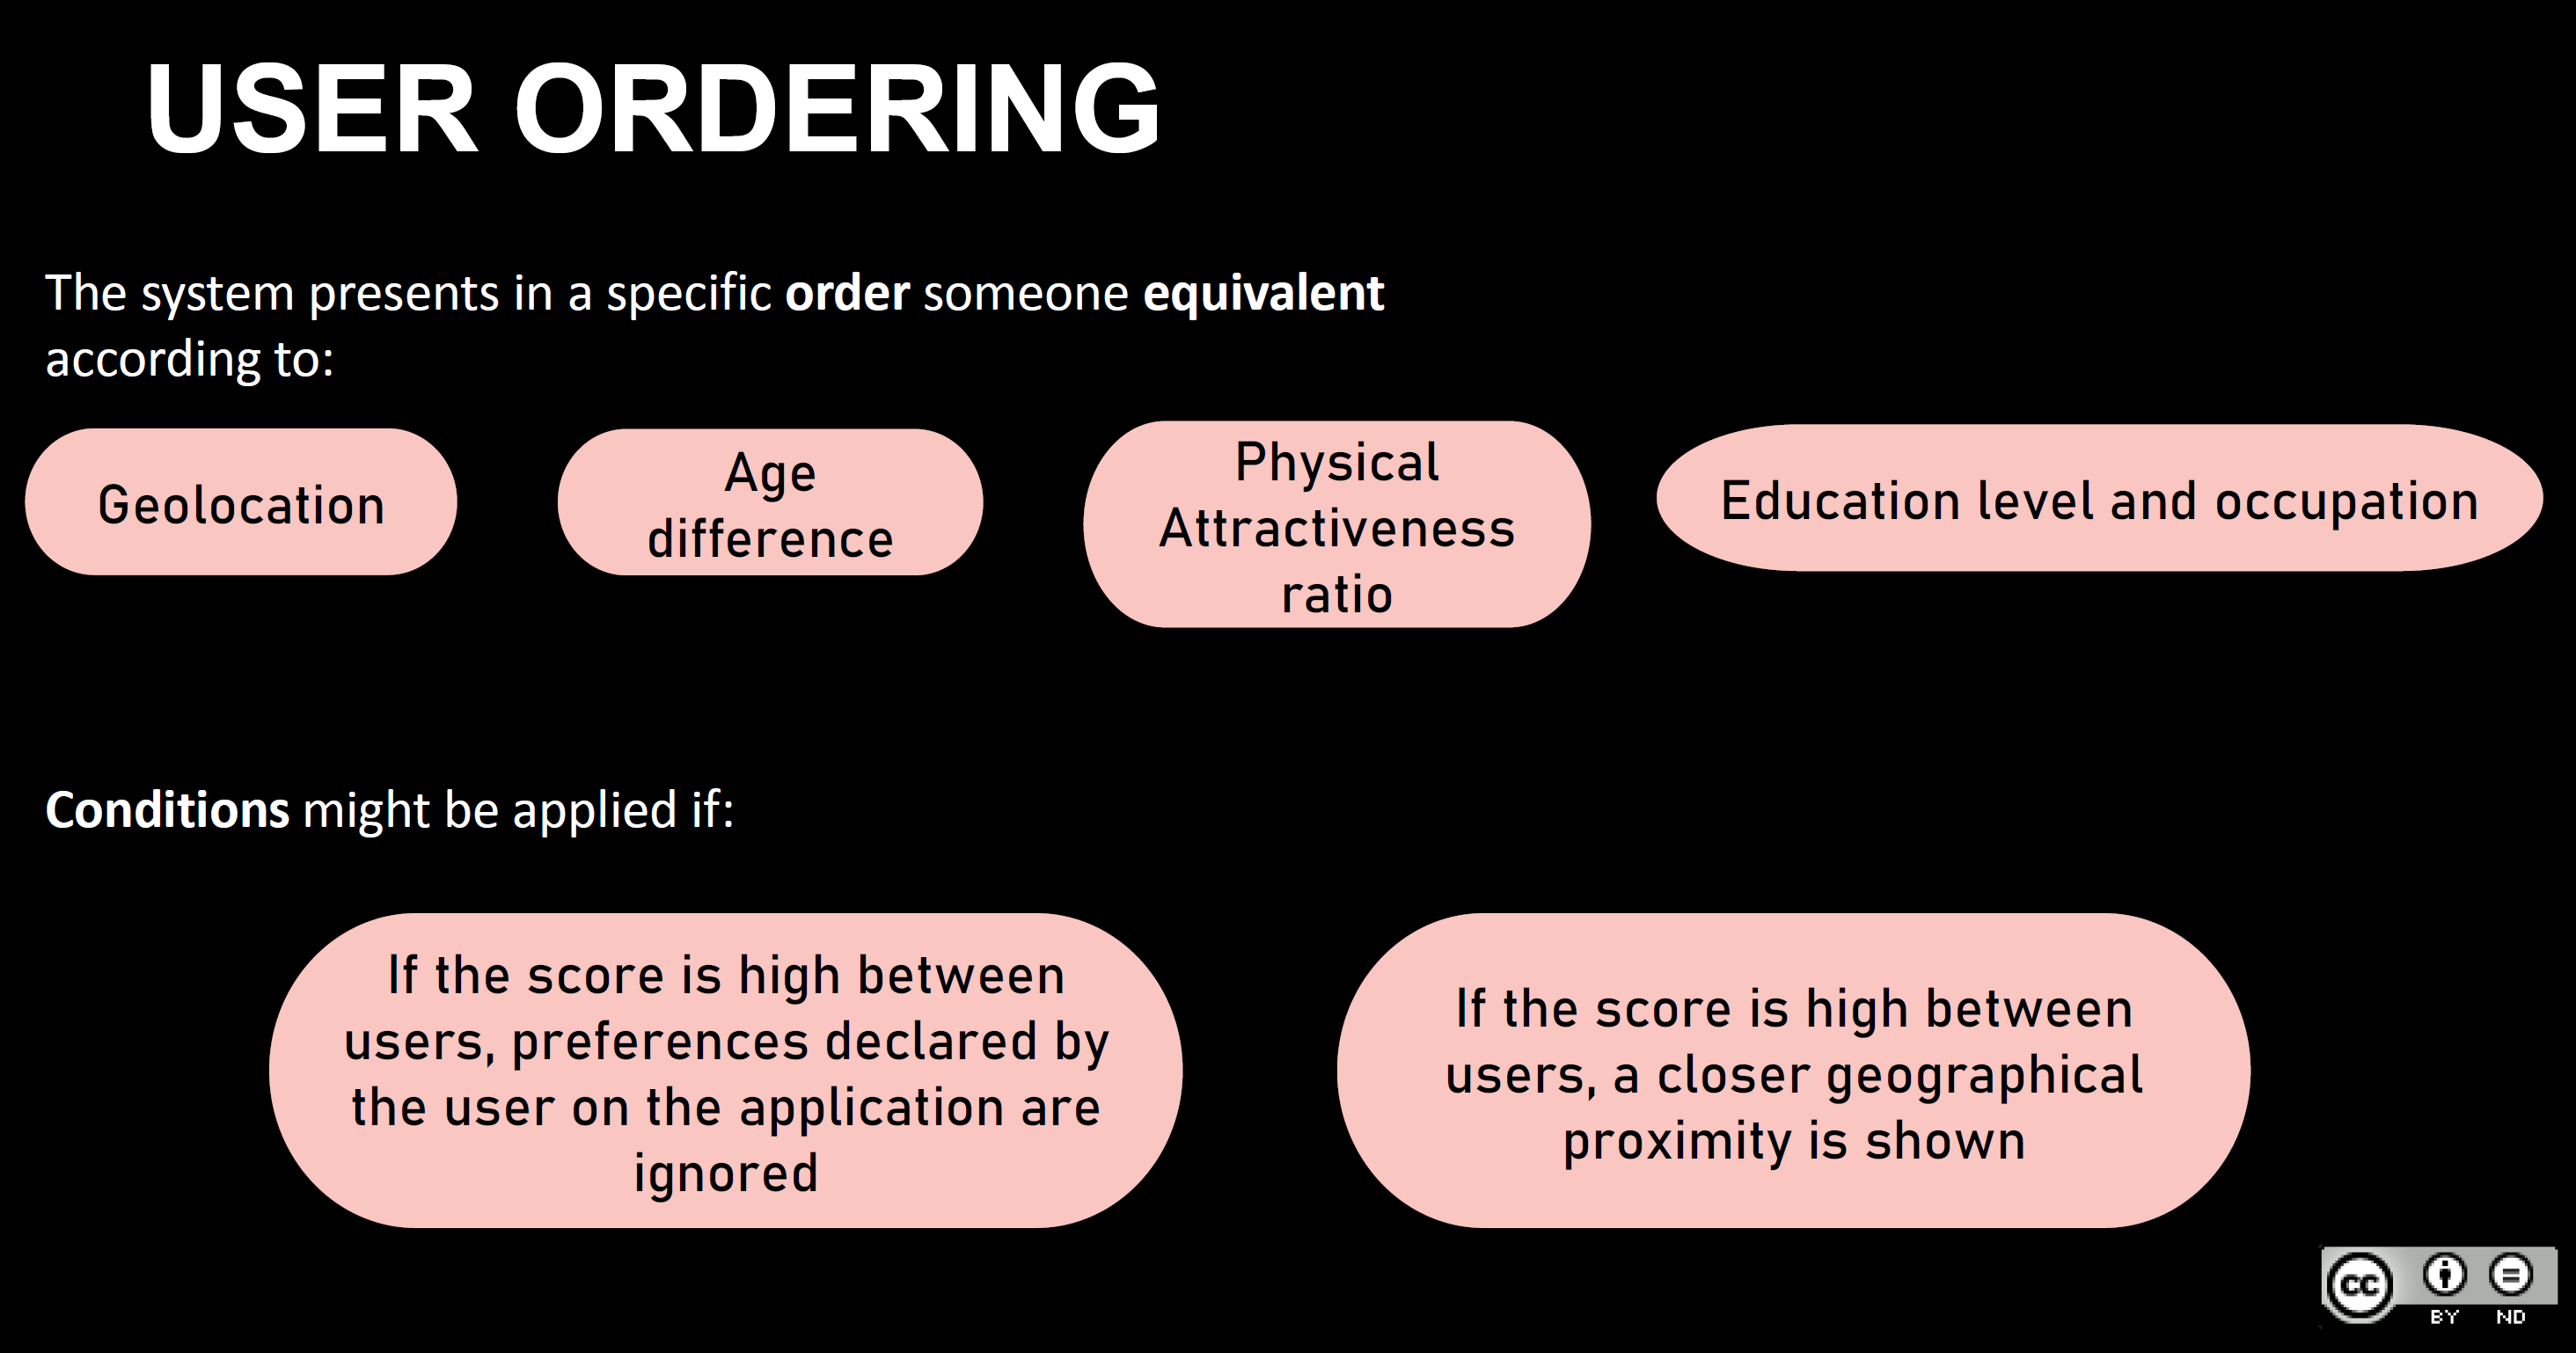 USER ORDERING
The system presents in a specific order someone equivalent
according to:
Geolocation
Age
difference
Physical
Attractiveness
ratio
Education level and occupation
Conditions might be applied if:
If the score is high between
users, preferences declared by
the user on the application are
ignored
If the score is high between
users, a closer geographical
proximity is shown
cc
BY ND